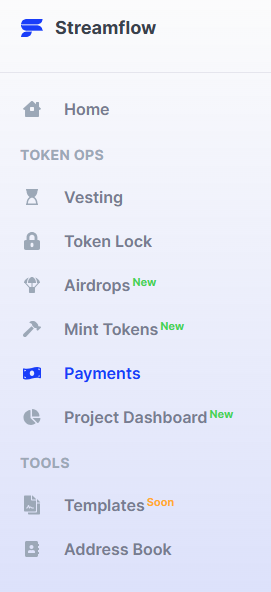 Streamflow
Home
TOKEN OPS
Vesting
Token Lock
Airdrops New
Mint Tokens New
Payments
Project Dashboard New
TOOLS
Templates Soon
Address Book